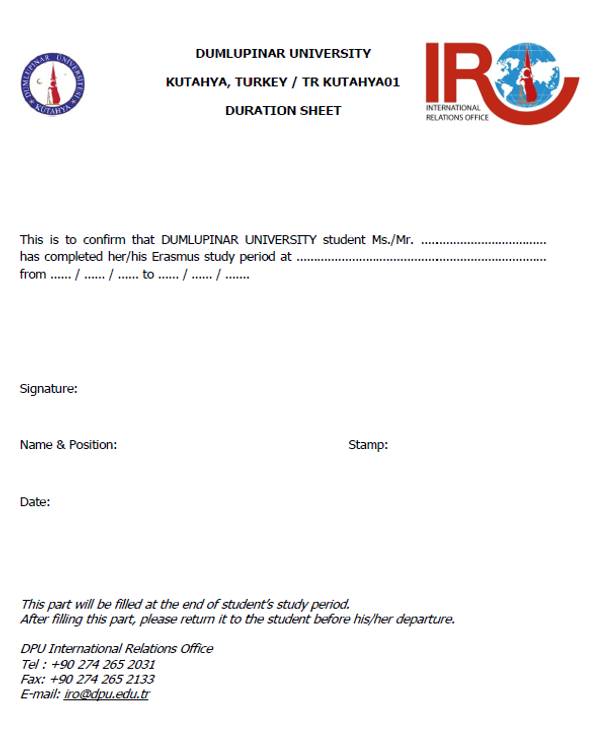 DUMLUPINAR UNIVERSITY
KUTAHYA, TURKEY / TR KUTAHYA01
DURATION SHEET
DUMLUPINAR ÜNİVERSİTESİ
KÜTAHYA
IRO
INTERNATIONAL
RELATIONS OFFICE
This is to confirm that DUMLUPINAR UNIVERSITY student Ms./Mr. ...................................
has completed her/his Erasmus study period at ......................................................................
from ...... / ...... / ...... to ...... / ...... / .......
Signature:
Name & Position:
Stamp:
Date:
This part will be filled at the end of student's study period.
After filling this part, please return it to the student before his/her departure.
DPU International Relations Office
Tel : +90 274 265 2031
Fax: +90 274 265 2133
E-mail: iro@dpu.edu.tr